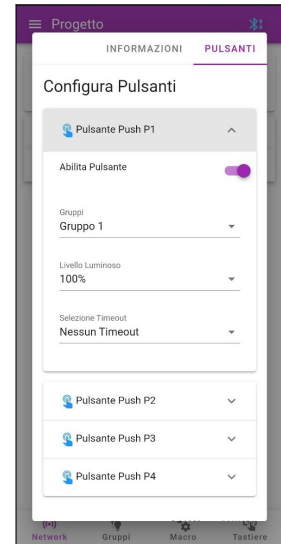 Progetto
INFORMAZIONI PULSANTI
Configura Pulsanti
Pulsante Push P1
Abilita Pulsante
Gruppi
Gruppo 1
Livello Luminoso
100%
Selezione Timeout
Nessun Timeout
Pulsante Push P2
Pulsante Push P3
Pulsante Push P4
Network Gruppi Macro Tastiere